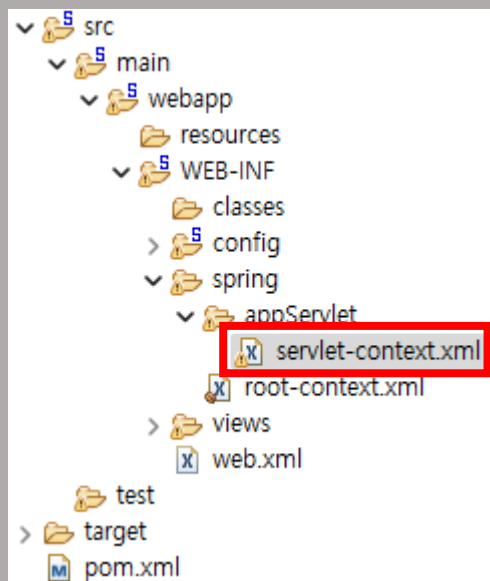 src
main
webapp
resources
WEB-INF
classes
config
spring
appServlet
servlet-context.xml
root-context.xml
views
web.xml
test
target
pom.xml